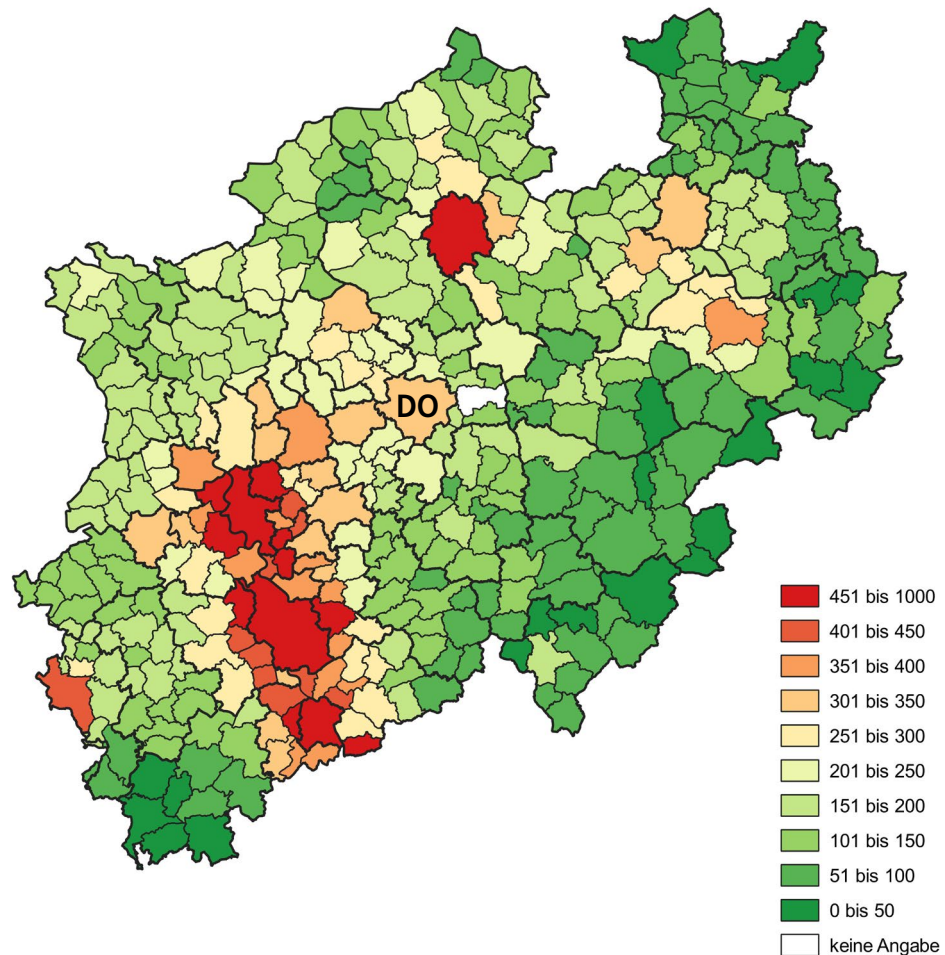 DO
451 bis 1000
401 bis 450
351 bis 400
301 bis 350
251 bis 300
201 bis 250
151 bis 200
101 bis 150
51 bis 100
0 bis 50
keine Angabe